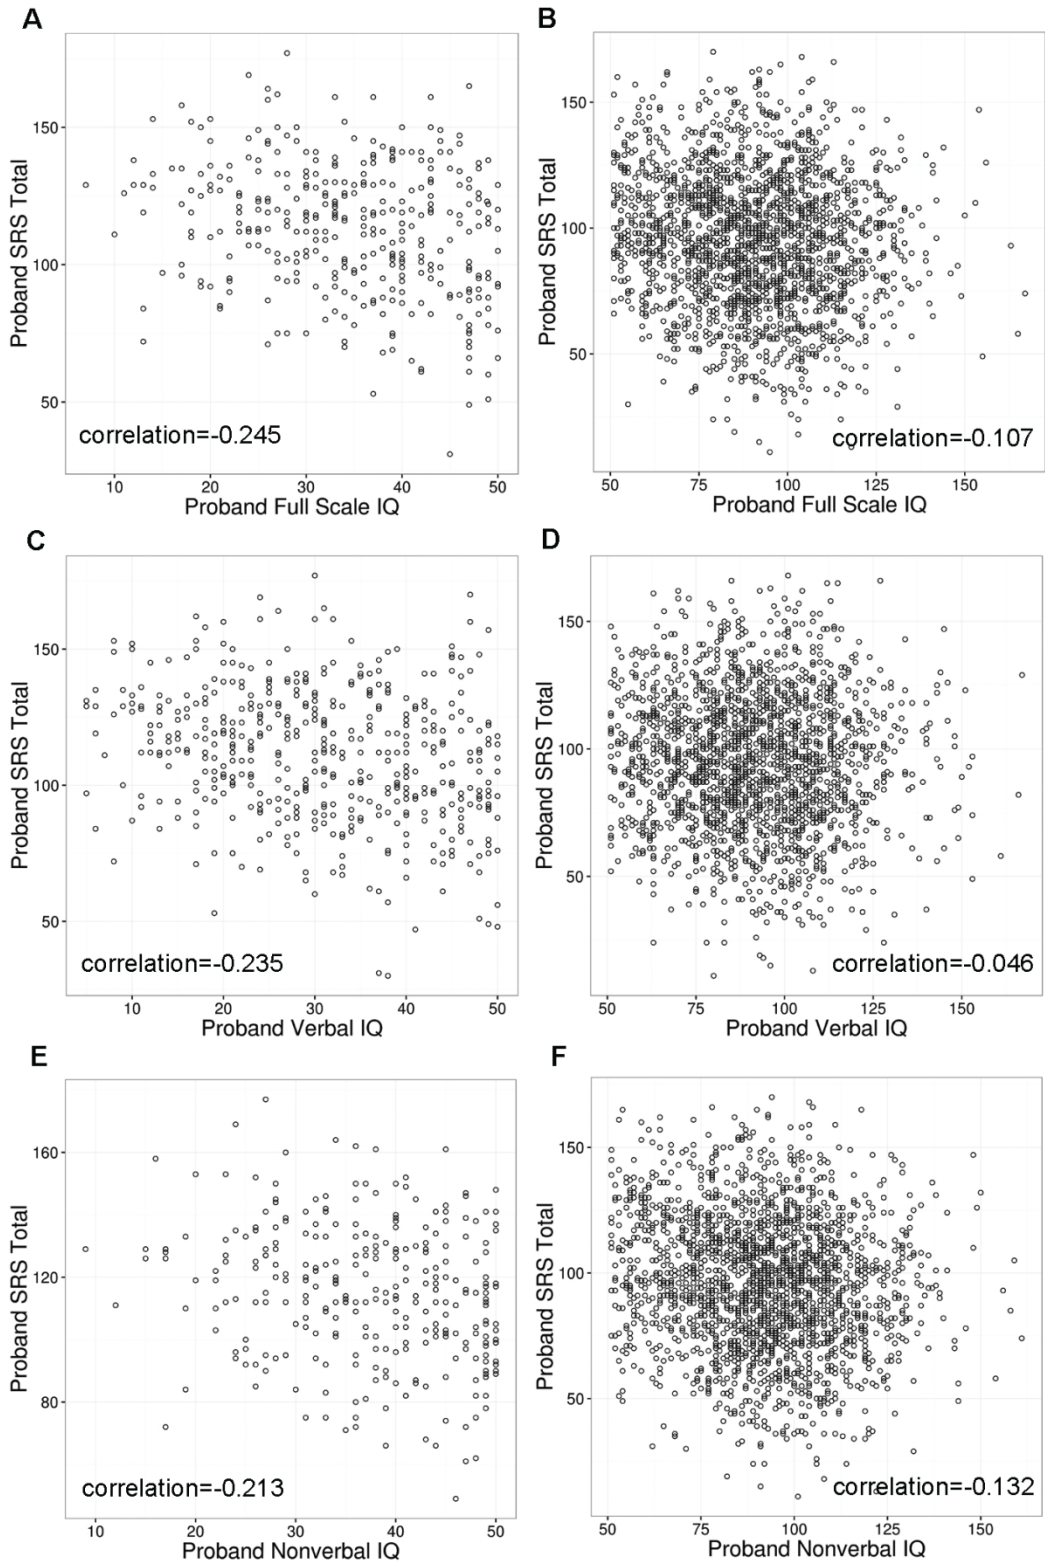 A
B
150
100
50
Proband SRS Total
correlation=-0.245
10
20
30
40
50
Proband Full Scale IQ
150
100
50
Proband SRS Total
correlation=-0.107
50
75
100
125
150
Proband Full Scale IQ
C
D
150
100
50
Proband SRS Total
correlation=-0.235
10
20
30
40
50
Proband Verbal IQ
150
100
50
Proband SRS Total
correlation=-0.046
50
75
100
125
150
Proband Verbal IQ
E
F
160
120
80
Proband SRS Total
correlation=-0.213
10
20
30
40
50
Proband Nonverbal IQ
150
100
50
Proband SRS Total
correlation=-0.132
50
75
100
125
150
Proband Nonverbal IQ